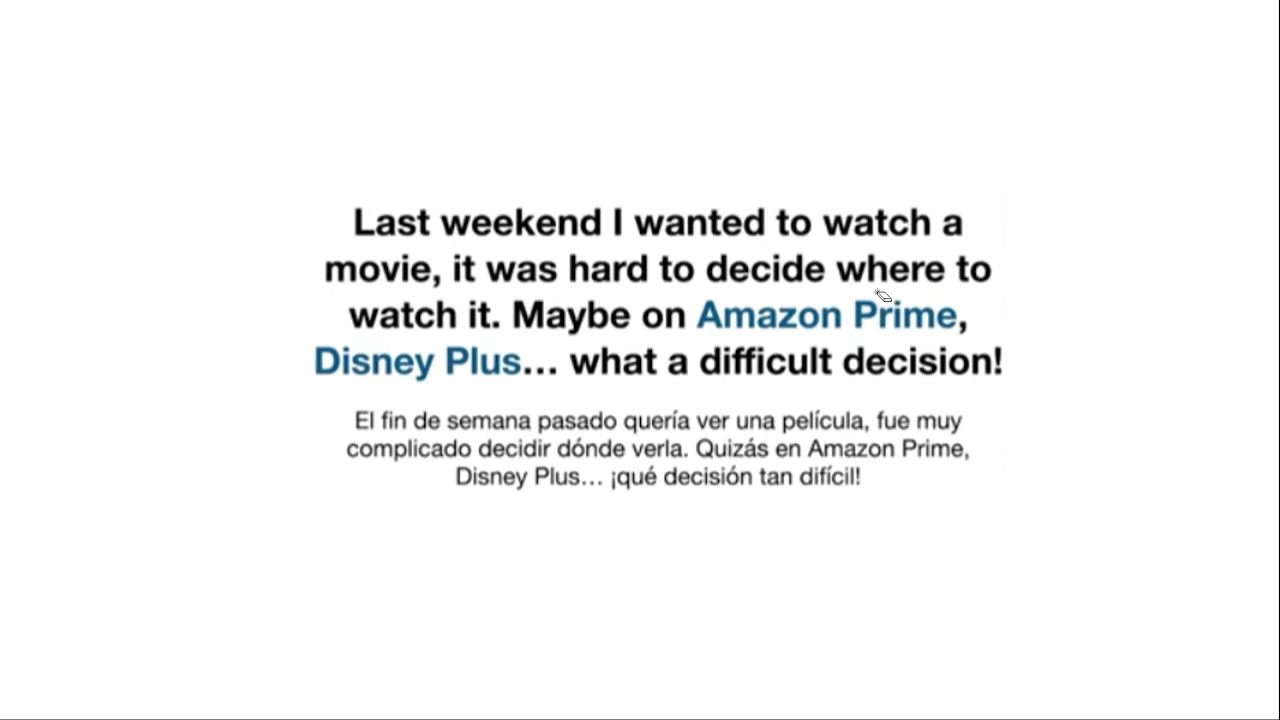 Last weekend I wanted to watch a
movie, it was hard to decide where to
watch it. Maybe on Amazon Prime,
Disney Plus... what a difficult decision!
El fin de semana pasado quería ver una película, fue muy
complicado decidir dónde verla. Quizás en Amazon Prime,
Disney Plus... ¡qué decisión tan difícil!